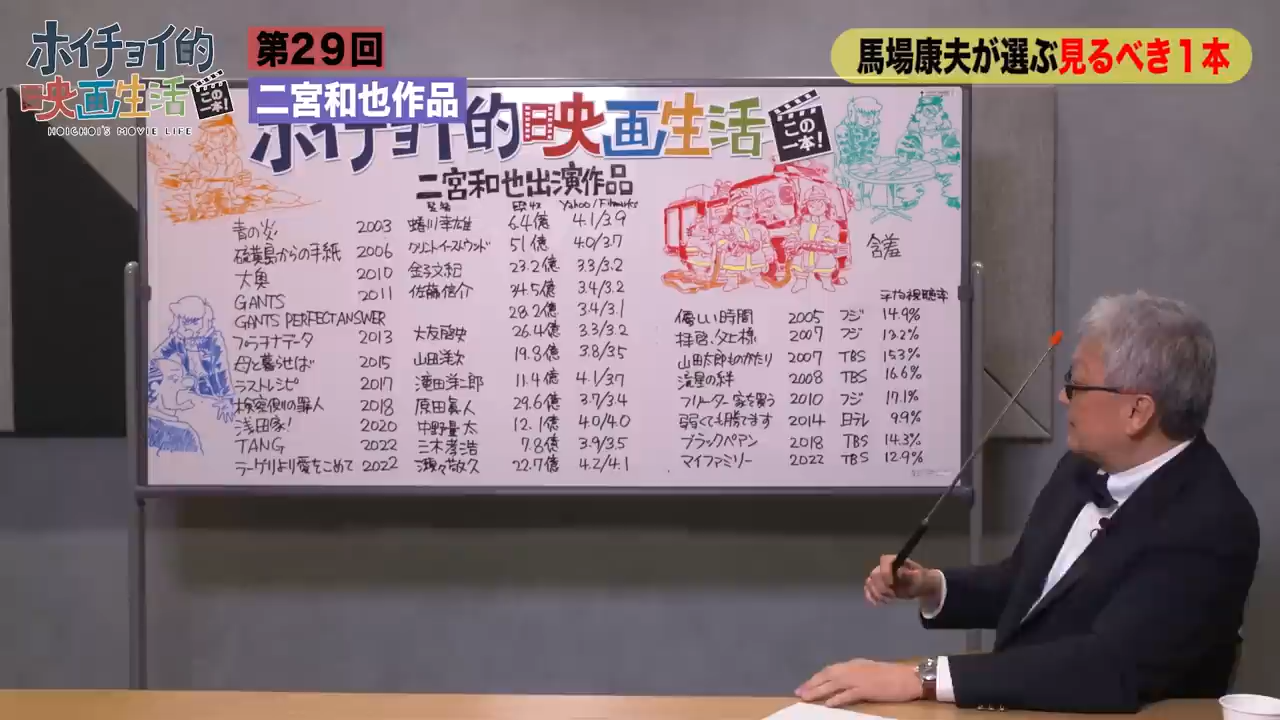 ホイチョイ的
映画生活 この一本!
HOICHOI'S MOVIE LIFE
第29回
二宮和也作品
馬場康夫が選ぶ見るべき1本
ホイチョイ的映画生活 この一本!
二宮和也出演作品
監督 興収 Yahoo/Filmarks
青の炎 2003 蜷川幸雄 6.4億 4.1/3.9
硫黄島からの手紙 2006 クリントイーストウッド 51億 4.0/3.7
大奥 2010 金子文紀 23.2億 3.3/3.2
GANTS 2011 佐藤信介 34.5億 3.4/3.2
GANTS PERFECT ANSWER 28.2億 3.4/3.1
プラチナデータ 2013 大友啓史 26.4億 3.3/3.2
母と暮せば 2015 山田洋次 19.8億 3.8/3.5
ラストレシピ 2017 滝田洋二郎 11.4億 4.1/3.7
検察側の罪人 2018 原田眞人 29.6億 3.7/3.4
浅田家! 2020 中野量太 12.1億 4.0/4.0
TANG 2022 三木孝浩 7.8億 3.9/3.5
ラーゲリより愛をこめて 2022 瀬々敬久 22.7億 4.2/4.1
含羞
平均視聴率
優しい時間 2005 フジ 14.9%
拝啓、父上様 2007 フジ 13.2%
山田太郎ものがたり 2007 TBS 15.3%
流星の絆 2008 TBS 16.6%
フリーター家を買う 2010 フジ 17.1%
弱くても勝てます 2014 日テレ 9.9%
ブラックペアン 2018 TBS 14.3%
マイファミリー 2022 TBS 12.9%